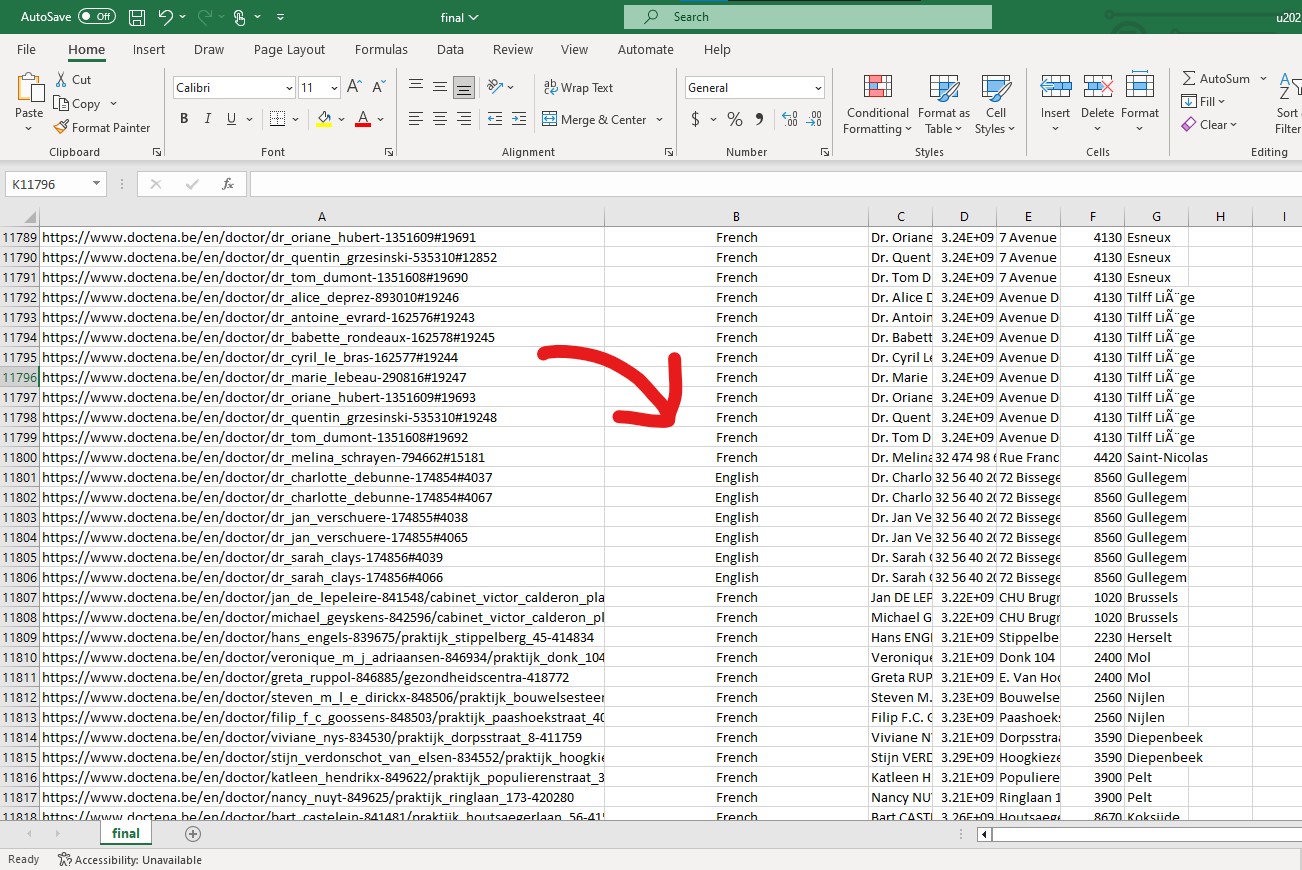 AutoSave Off final Search u202
File Home Insert Draw Page Layout Formulas Data Review View Automate Help
Paste Cut Copy Format Painter
Calibri 11 A A
B I U A
Wrap Text
Merge & Center
General
$ % 9 .00
Conditional Formatting Format as Table Cell Styles
Insert Delete Format
AutoSum Fill Clear
Sort Filter
Clipboard Font Alignment Number Styles Cells Editing
K11796 fx
A B C D E F G H I
11789 https://www.doctena.be/en/doctor/dr_oriane_hubert-1351609#19691 French Dr. Oriane 3.24E+09 7 Avenue 4130 Esneux
11790 https://www.doctena.be/en/doctor/dr_quentin_grzesinski-535310#12852 French Dr. Quent 3.24E+09 7 Avenue 4130 Esneux
11791 https://www.doctena.be/en/doctor/dr_tom_dumont-1351608#19690 French Dr. Tom D 3.24E+09 7 Avenue 4130 Esneux
11792 https://www.doctena.be/en/doctor/dr_alice_deprez-893010#19246 French Dr. Alice D 3.24E+09 Avenue D 4130 Tilff LiÃ¨ge
11793 https://www.doctena.be/en/doctor/dr_antoine_evrard-162576#19243 French Dr. Antoin 3.24E+09 Avenue D 4130 Tilff LiÃ¨ge
11794 https://www.doctena.be/en/doctor/dr_babette_rondeaux-162578#19245 French Dr. Babett 3.24E+09 Avenue D 4130 Tilff LiÃ¨ge
11795 https://www.doctena.be/en/doctor/dr_cyril_le_bras-162577#19244 French Dr. Cyril Le 3.24E+09 Avenue D 4130 Tilff LiÃ¨ge
11796 https://www.doctena.be/en/doctor/dr_marie_lebeau-290816#19247 French Dr. Marie 3.24E+09 Avenue D 4130 Tilff LiÃ¨ge
11797 https://www.doctena.be/en/doctor/dr_oriane_hubert-1351609#19693 French Dr. Oriane 3.24E+09 Avenue D 4130 Tilff LiÃ¨ge
11798 https://www.doctena.be/en/doctor/dr_quentin_grzesinski-535310#19248 French Dr. Quent 3.24E+09 Avenue D 4130 Tilff LiÃ¨ge
11799 https://www.doctena.be/en/doctor/dr_tom_dumont-1351608#19692 French Dr. Tom D 3.24E+09 Avenue D 4130 Tilff LiÃ¨ge
11800 https://www.doctena.be/en/doctor/dr_melina_schrayen-794662#15181 French Dr. Melina 32 474 98 6 Rue Franc 4420 Saint-Nicolas
11801 https://www.doctena.be/en/doctor/dr_charlotte_debunne-174854#4037 English Dr. Charlo 32 56 40 20 72 Bissege 8560 Gullegem
11802 https://www.doctena.be/en/doctor/dr_charlotte_debunne-174854#4067 English Dr. Charlo 32 56 40 20 72 Bissege 8560 Gullegem
11803 https://www.doctena.be/en/doctor/dr_jan_verschuere-174855#4038 English Dr. Jan Ve 32 56 40 20 72 Bissege 8560 Gullegem
11804 https://www.doctena.be/en/doctor/dr_jan_verschuere-174855#4065 English Dr. Jan Ve 32 56 40 20 72 Bissege 8560 Gullegem
11805 https://www.doctena.be/en/doctor/dr_sarah_clays-174856#4039 English Dr. Sarah 32 56 40 20 72 Bissege 8560 Gullegem
11806 https://www.doctena.be/en/doctor/dr_sarah_clays-174856#4066 English Dr. Sarah 32 56 40 20 72 Bissege 8560 Gullegem
11807 https://www.doctena.be/en/doctor/jan_de_lepeleire-841548/cabinet_victor_calderon_pla French Jan DE LEP 3.22E+09 CHU Brugr 1020 Brussels
11808 https://www.doctena.be/en/doctor/michael_geyskens-842596/cabinet_victor_calderon_pl French Michael G 3.22E+09 CHU Brugr 1020 Brussels
11809 https://www.doctena.be/en/doctor/hans_engels-839675/praktijk_stippelberg_45-414834 French Hans ENGI 3.21E+09 Stippelbe 2230 Herselt
11810 https://www.doctena.be/en/doctor/veronique_m_j_adriaansen-846934/praktijk_donk_104 French Veronique 3.21E+09 Donk 104 2400 Mol
11811 https://www.doctena.be/en/doctor/greta_ruppol-846885/gezondheidscentra-418772 French Greta RUP 3.21E+09 E. Van Hoo 2400 Mol
11812 https://www.doctena.be/en/doctor/steven_m_l_e_dirickx-848506/praktijk_bouwelsesteer French Steven M. 3.23E+09 Bouwelse 2560 Nijlen
11813 https://www.doctena.be/en/doctor/filip_f_c_goossens-848503/praktijk_paashoekstraat_40 French Filip F.C. G 3.23E+09 Paashoeks 2560 Nijlen
11814 https://www.doctena.be/en/doctor/viviane_nys-834530/praktijk_dorpsstraat_8-411759 French Viviane N 3.21E+09 Dorpsstraa 3590 Diepenbeek
11815 https://www.doctena.be/en/doctor/stijn_verdonschot_van_elsen-834552/praktijk_hoogkie French Stijn VERD 3.29E+09 Hoogkieze 3590 Diepenbeek
11816 https://www.doctena.be/en/doctor/katleen_hendrikx-849622/praktijk_populierenstraat_3 French Katleen H 3.21E+09 Populiere 3900 Pelt
11817 https://www.doctena.be/en/doctor/nancy_nuyt-849625/praktijk_ringlaan_173-420280 French Nancy NU 3.21E+09 Ringlaan 1 3900 Pelt
11818 https://www.doctena.be/en/doctor/bart_castelein-841481/praktijk_houtsaegerlaan_56-41 French Bart CAST 3.26E+09 Houtsaege 8670 Koksijde
final
Ready Accessibility: Unavailable